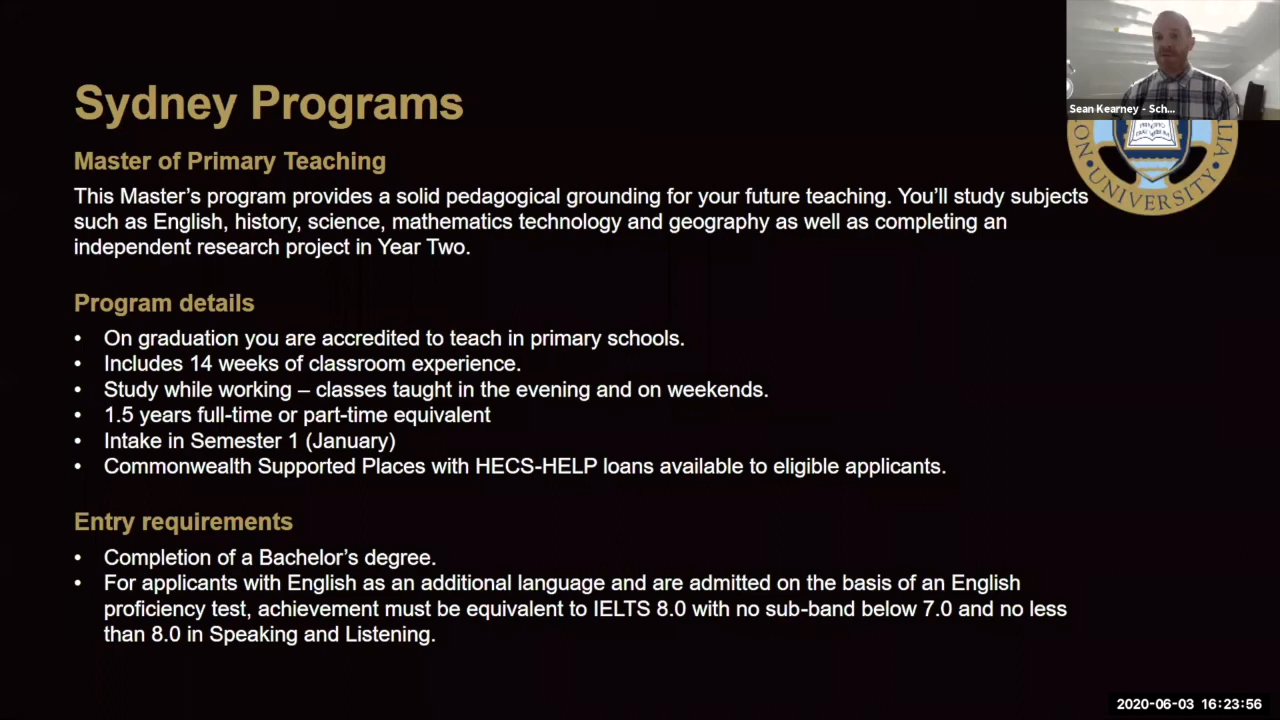 Sydney Programs
Sean Kearney - Sch...
Master of Primary Teaching
This Master's program provides a solid pedagogical grounding for your future teaching. You'll study subjects
such as English, history, science, mathematics technology and geography as well as completing an
independent research project in Year Two.
UNIVERSITY
Program details
• On graduation you are accredited to teach in primary schools.
• Includes 14 weeks of classroom experience.
• Study while working – classes taught in the evening and on weekends.
• 1.5 years full-time or part-time equivalent
• Intake in Semester 1 (January)
• Commonwealth Supported Places with HECS-HELP loans available to eligible applicants.
Entry requirements
• Completion of a Bachelor's degree.
• For applicants with English as an additional language and are admitted on the basis of an English
proficiency test, achievement must be equivalent to IELTS 8.0 with no sub-band below 7.0 and no less
than 8.0 in Speaking and Listening.
2020-06-03 16:23:56